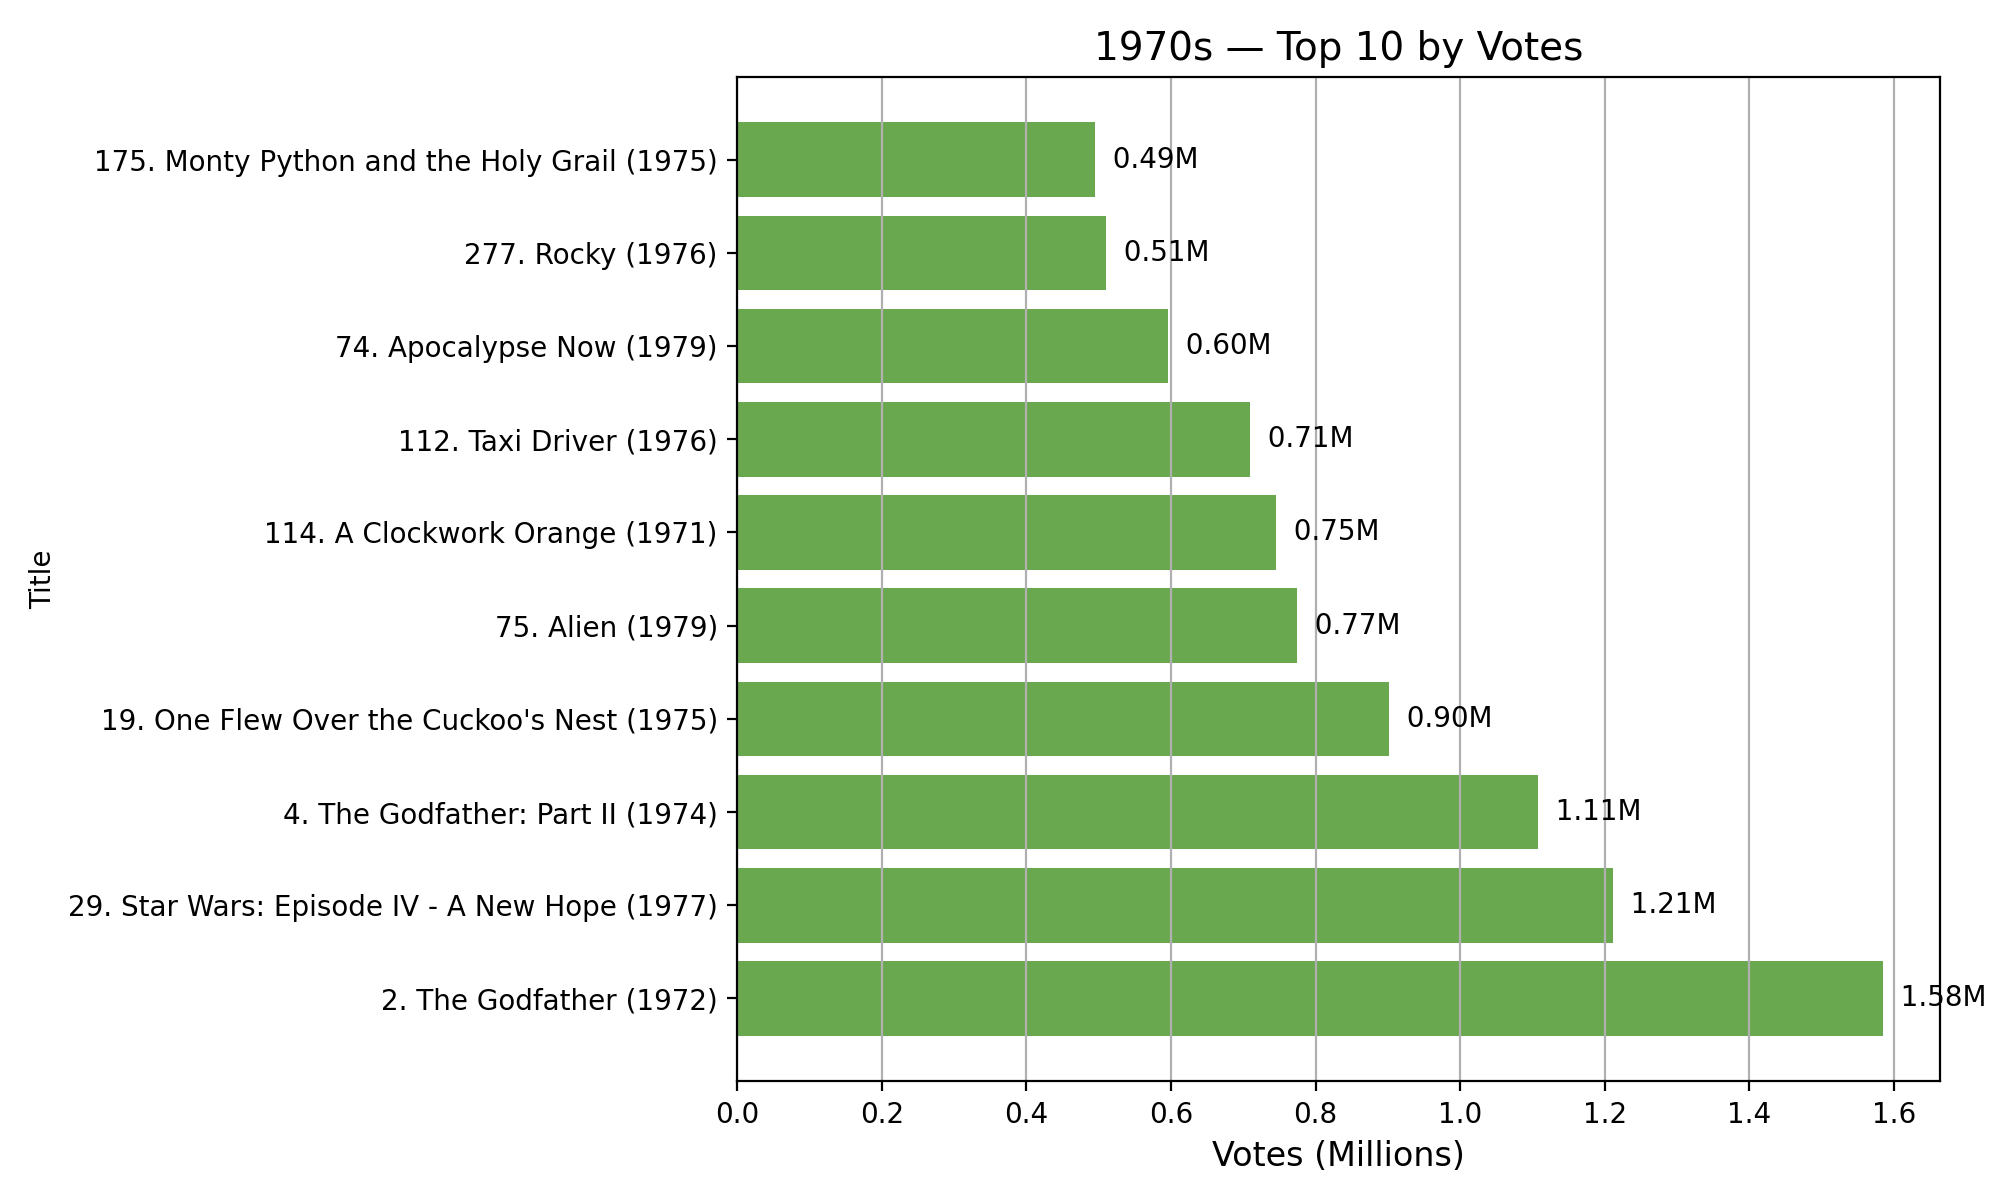 1970s — Top 10 by Votes
175. Monty Python and the Holy Grail (1975)
0.49M
277. Rocky (1976)
0.51M
74. Apocalypse Now (1979)
0.60M
112. Taxi Driver (1976)
0.71M
114. A Clockwork Orange (1971)
0.75M
75. Alien (1979)
0.77M
19. One Flew Over the Cuckoo's Nest (1975)
0.90M
4. The Godfather: Part II (1974)
1.11M
29. Star Wars: Episode IV - A New Hope (1977)
1.21M
2. The Godfather (1972)
1.58M
Title
0.0 0.2 0.4 0.6 0.8 1.0 1.2 1.4 1.6
Votes (Millions)